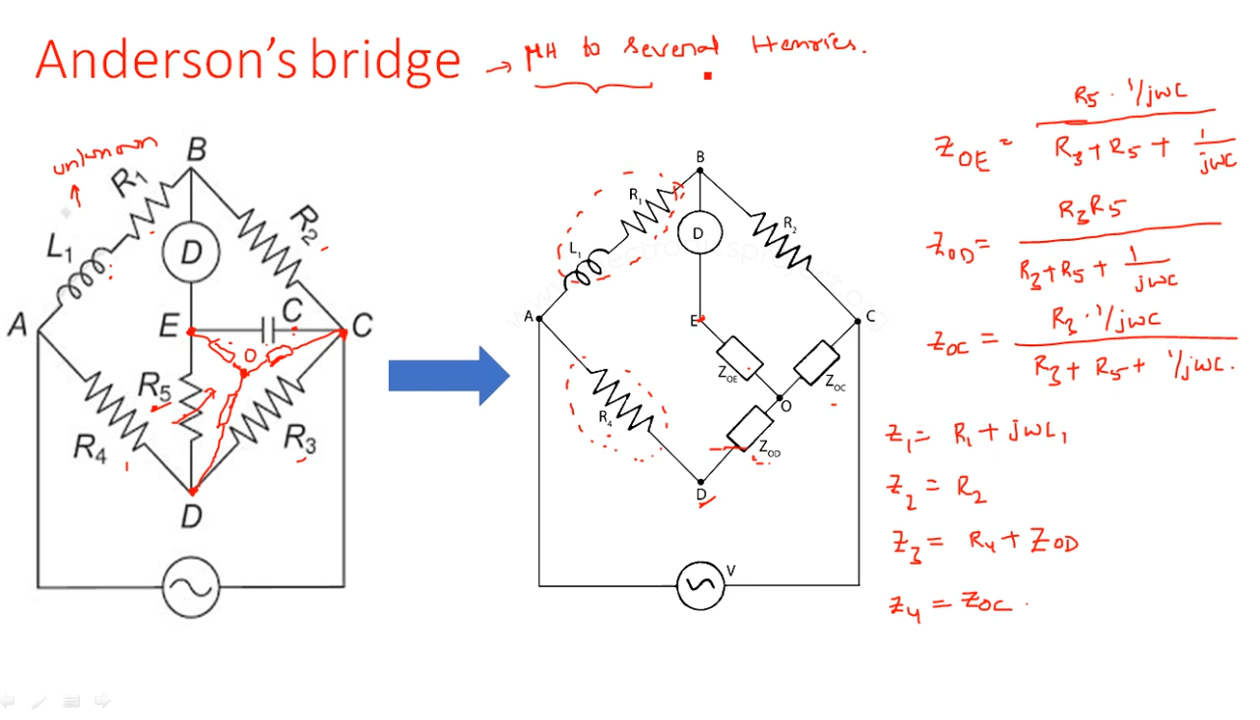 Anderson's bridge → μH to several Henries.
unknown
B
R1
L1
D
R2
A
E
C
C
O
R5
R4
R3
D
B
R1
L1
D
R2
A
E
C
ZOE
ZOC
O
R4
ZOD
D
V
ZOE = R5 · 1/jωC / R3 + R5 + 1/jωC
ZOD = R3R5 / R3 + R5 + 1/jωC
ZOC = R3 · 1/jωC / R3 + R5 + 1/jωC.
Z1 = R1 + jωL1
Z2 = R2
Z3 = R4 + ZOD
Z4 = ZOC .